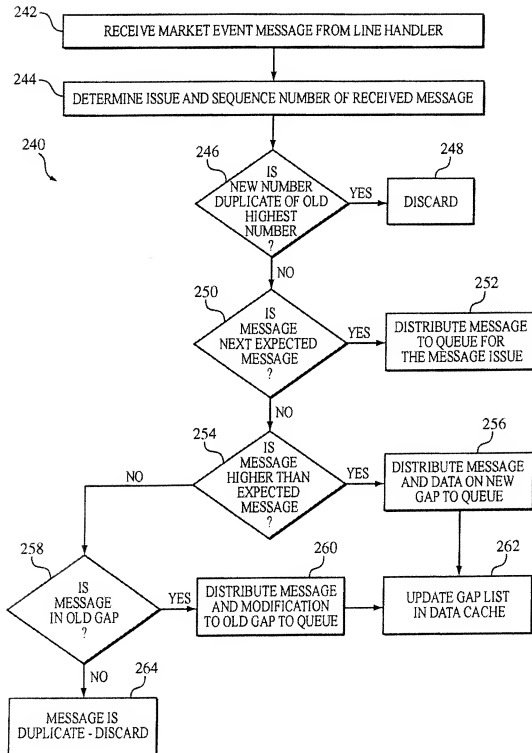 242
RECEIVE MARKET EVENT MESSAGE FROM LINE HANDLER
244
DETERMINE ISSUE AND SEQUENCE NUMBER OF RECEIVED MESSAGE
240
246
IS
NEW NUMBER
DUPLICATE OF OLD
HIGHEST
NUMBER
?
YES
248
DISCARD
NO
250
IS
MESSAGE
NEXT EXPECTED
MESSAGE
?
YES
252
DISTRIBUTE MESSAGE
TO QUEUE FOR
THE MESSAGE ISSUE
NO
254
IS
MESSAGE
HIGHER THAN
EXPECTED
MESSAGE
?
NO
YES
256
DISTRIBUTE MESSAGE
AND DATA ON NEW
GAP TO QUEUE
258
IS
MESSAGE
IN OLD GAP
?
YES
260
DISTRIBUTE MESSAGE
AND MODIFICATION
TO OLD GAP TO QUEUE
262
UPDATE GAP LIST
IN DATA CACHE
NO
264
MESSAGE IS
DUPLICATE - DISCARD